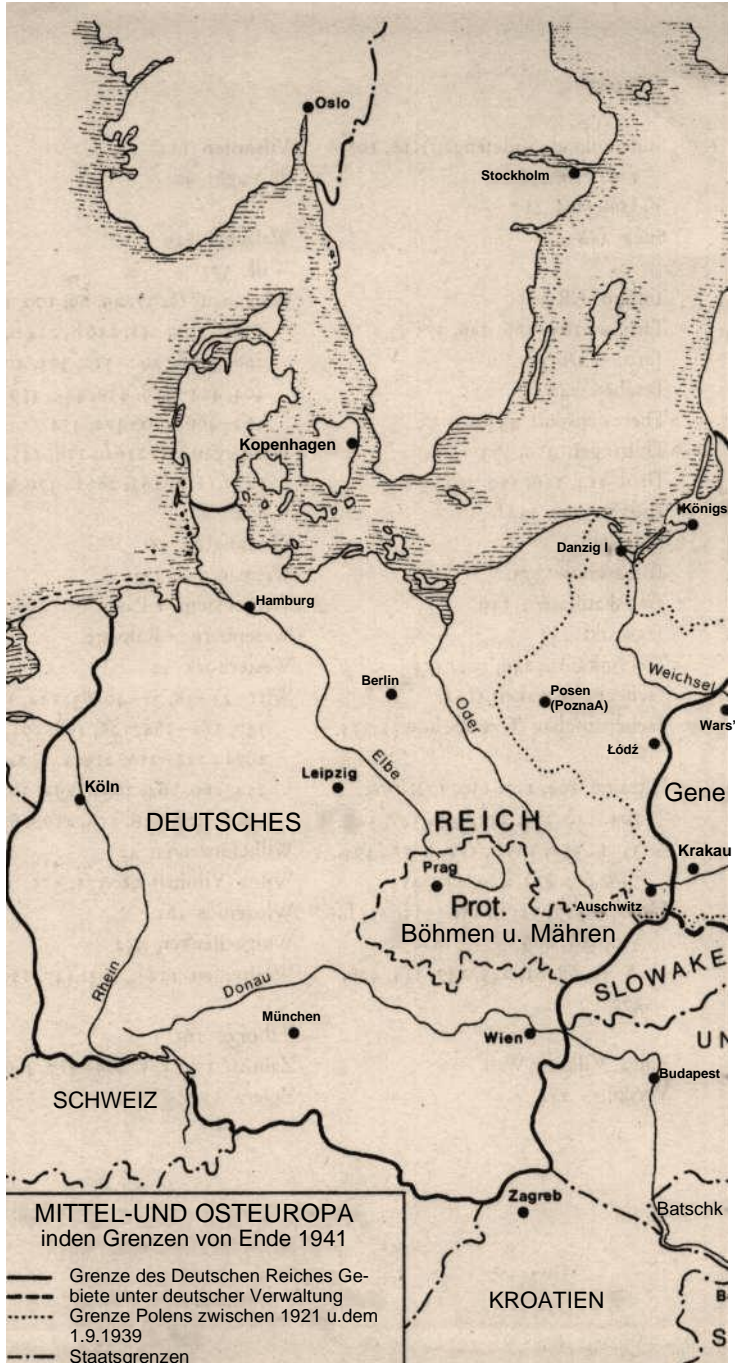 Oslo
Stockholm
Kopenhagen
Königs
Danzig I
Hamburg
Weichsel
Berlin
Posen
(PoznaA)
Oder
Wars'
Łódź
Elbe
Leipzig
Köln
Gene
DEUTSCHES REICH
Krakau
Prag
Auschwitz
Prot.
Böhmen u. Mähren
SLOWAKE
Rhein
Donau
München
Wien
UN
Budapest
SCHWEIZ
Zagreb
Batschk
KROATIEN
B
S
MITTEL-UND OSTEUROPA
inden Grenzen von Ende 1941
Grenze des Deutschen Reiches Ge-
biete unter deutscher Verwaltung
Grenze Polens zwischen 1921 u.dem
1.9.1939
Staatsgrenzen